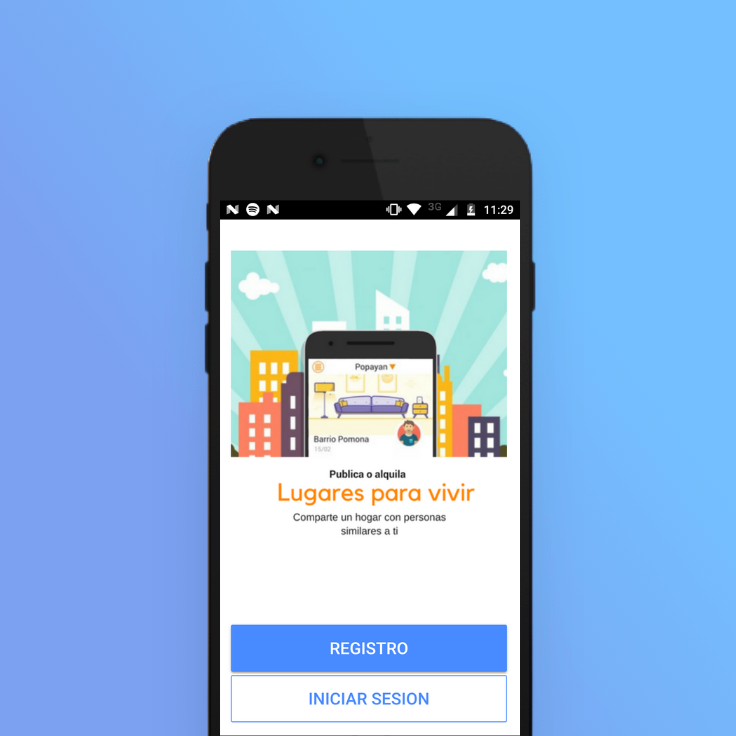 3G
11:29
Popayan
Barrio Pomona
15/02
Publica o alquila
Lugares para vivir
Comparte un hogar con personas
similares a ti
REGISTRO
INICIAR SESION